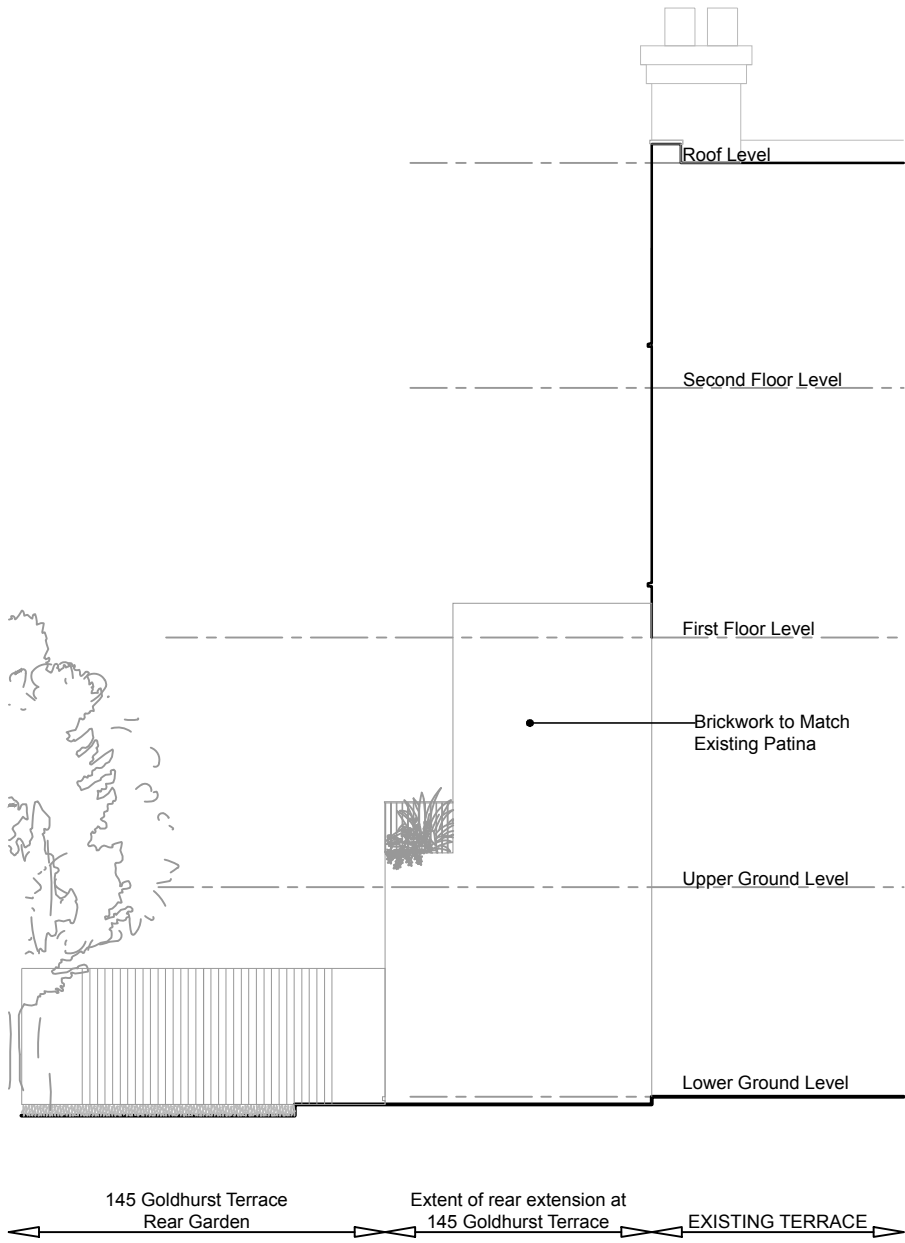 Roof Level
Second Floor Level
First Floor Level
Brickwork to Match
Existing Patina
Upper Ground Level
Lower Ground Level
145 Goldhurst Terrace
Rear Garden
Extent of rear extension at
145 Goldhurst Terrace
EXISTING TERRACE